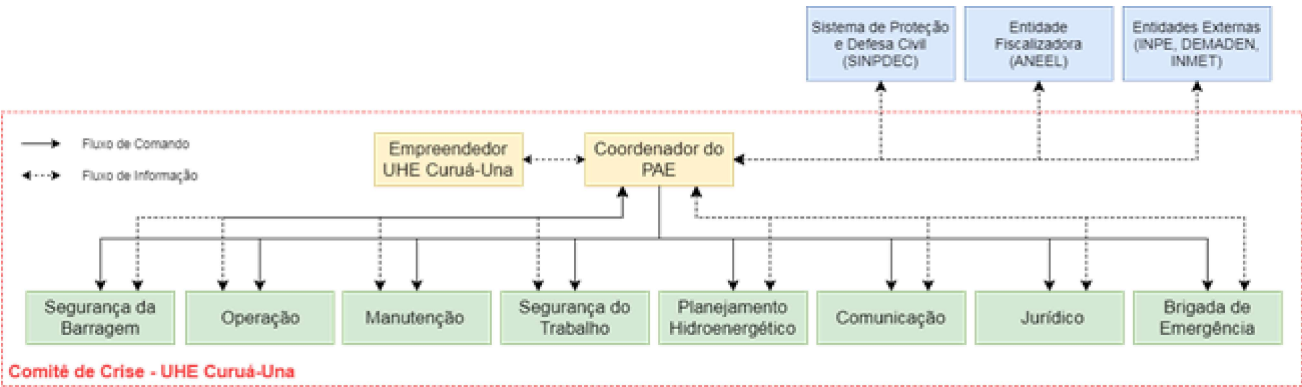 Sistema de Proteção
e Defesa Civil
(SINPDEC)
Entidade
Fiscalizadora
(ANEEL)
Entidades Externas
(INPE, DEMADEN,
INMET)
Fluxo de Comando
Fluxo de Informação
Empreendedor
UHE Curuá-Una
Coordenador do
PAE
Segurança da
Barragem
Operação
Manutenção
Segurança do
Trabalho
Planejamento
Hidroenergético
Comunicação
Jurídico
Brigada de
Emergência
Comitê de Crise - UHE Curuá-Una